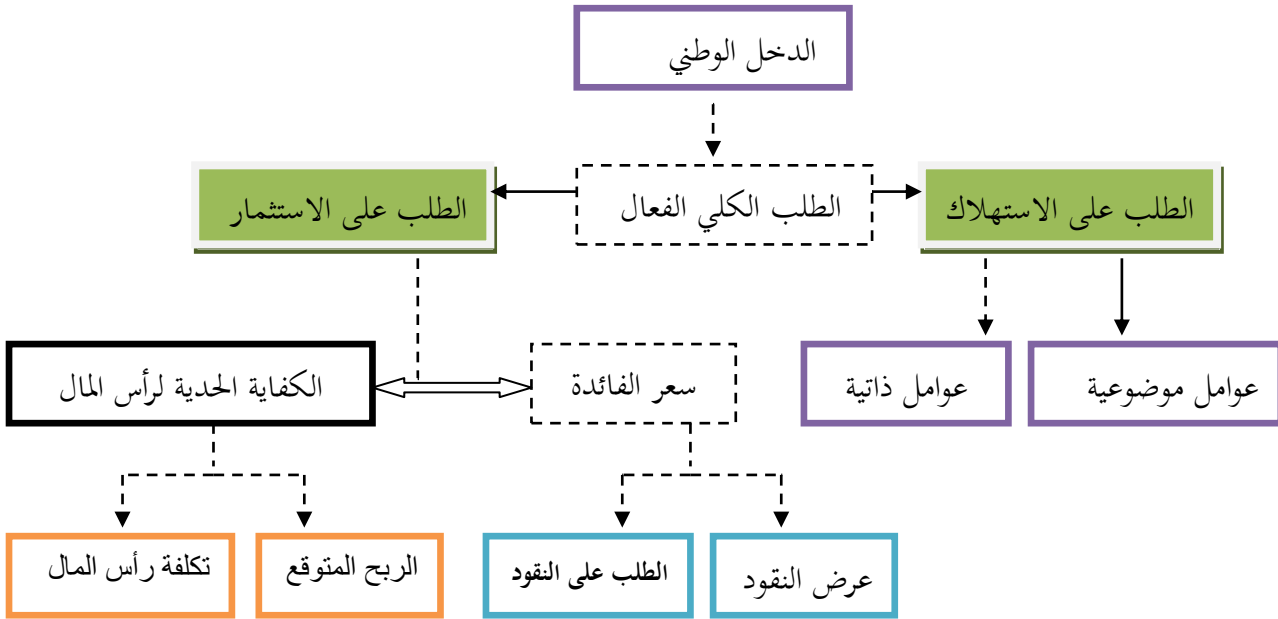 الدخل الوطني
الطلب على الاستهلاك
الطلب الكلي الفعال
الطلب على الاستثمار
عوامل موضوعية
عوامل ذاتية
سعر الفائدة
الكفاية الحدية لرأس المال
عرض النقود
الطلب على النقود
الربح المتوقع
تكلفة رأس المال